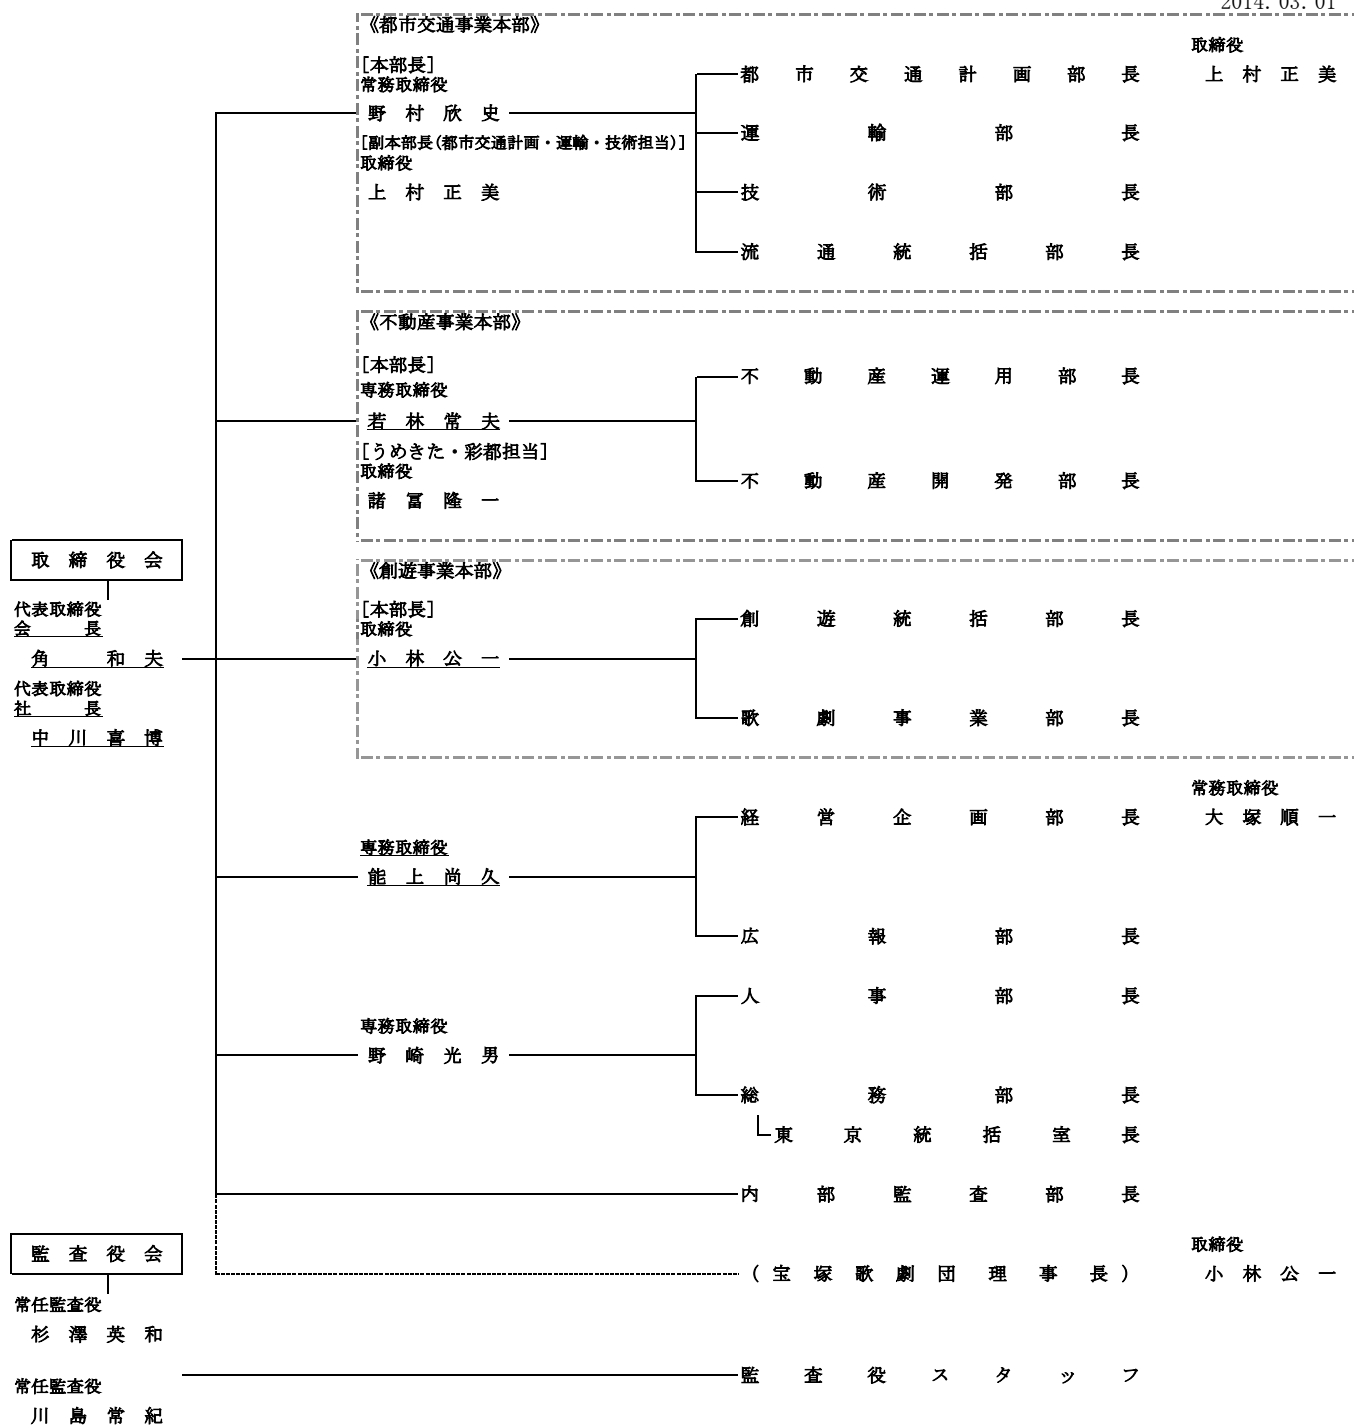 2014. 03. 01
《都市交通事業本部》
[本部長]
常務取締役
野村欣史
[副本部長(都市交通計画・運輸・技術担当)]
取締役
上村正美
都市交通計画部長
取締役
上村正美
運輸部長
技術部長
流通統括部長
《不動産事業本部》
[本部長]
専務取締役
若林常夫
[うめきた・彩都担当]
取締役
諸冨隆一
不動産運用部長
不動産開発部長
取締役会
代表取締役
会長
角和夫
代表取締役
社長
中川喜博
《創遊事業本部》
[本部長]
取締役
小林公一
創遊統括部長
歌劇事業部長
専務取締役
能上尚久
経営企画部長
常務取締役
大塚順一
広報部長
専務取締役
野崎光男
人事部長
総務部長
東京統括室長
内部監査部長
(宝塚歌劇団理事長)
取締役
小林公一
監査役会
常任監査役
杉澤英和
常任監査役
川島常紀
監査役スタッフ